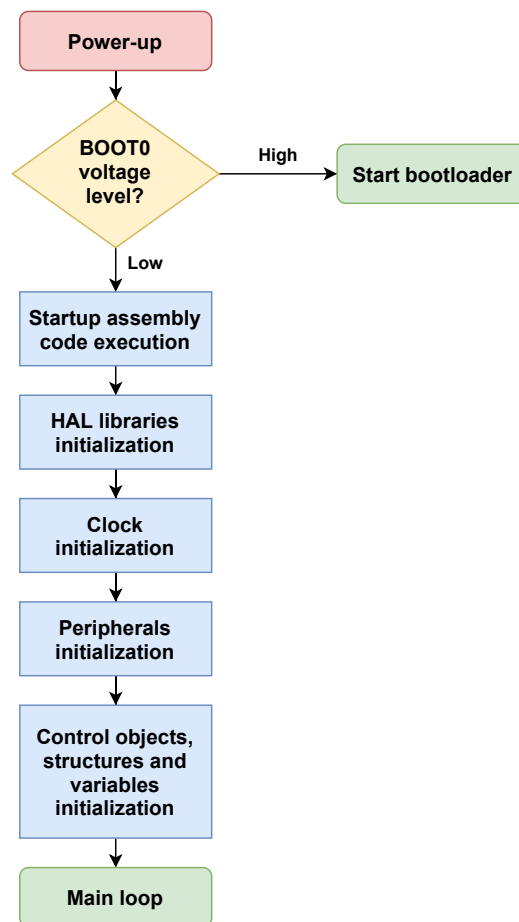 Power-up
BOOT0
voltage
level?
High
Start bootloader
Low
Startup assembly
code execution
HAL libraries
initialization
Clock
initialization
Peripherals
initialization
Control objects,
structures and
variables
initialization
Main loop